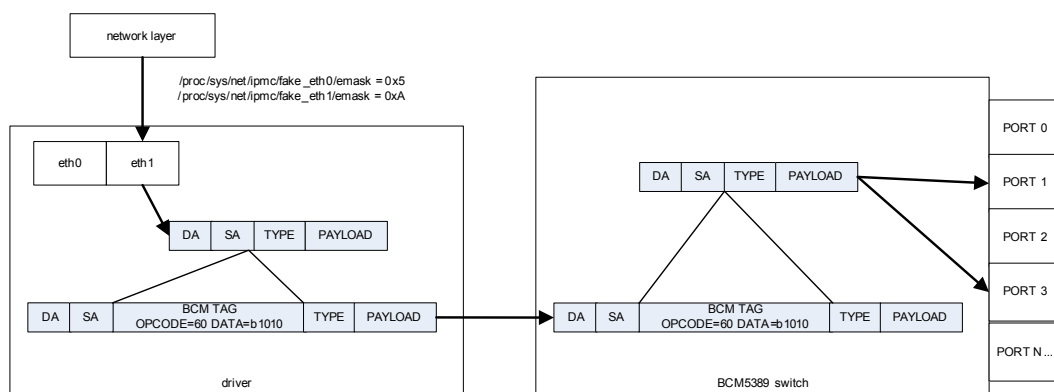 network layer
/proc/sys/net/ipmc/fake_eth0/emask = 0x5
/proc/sys/net/ipmc/fake_eth1/emask = 0xA
eth0 eth1
DA SA TYPE PAYLOAD
DA SA BCM TAG TYPE PAYLOAD
OPCODE=60 DATA=b1010
driver
DA SA TYPE PAYLOAD
DA SA BCM TAG TYPE PAYLOAD
OPCODE=60 DATA=b1010
BCM5389 switch
PORT 0
PORT 1
PORT 2
PORT 3
PORT N...